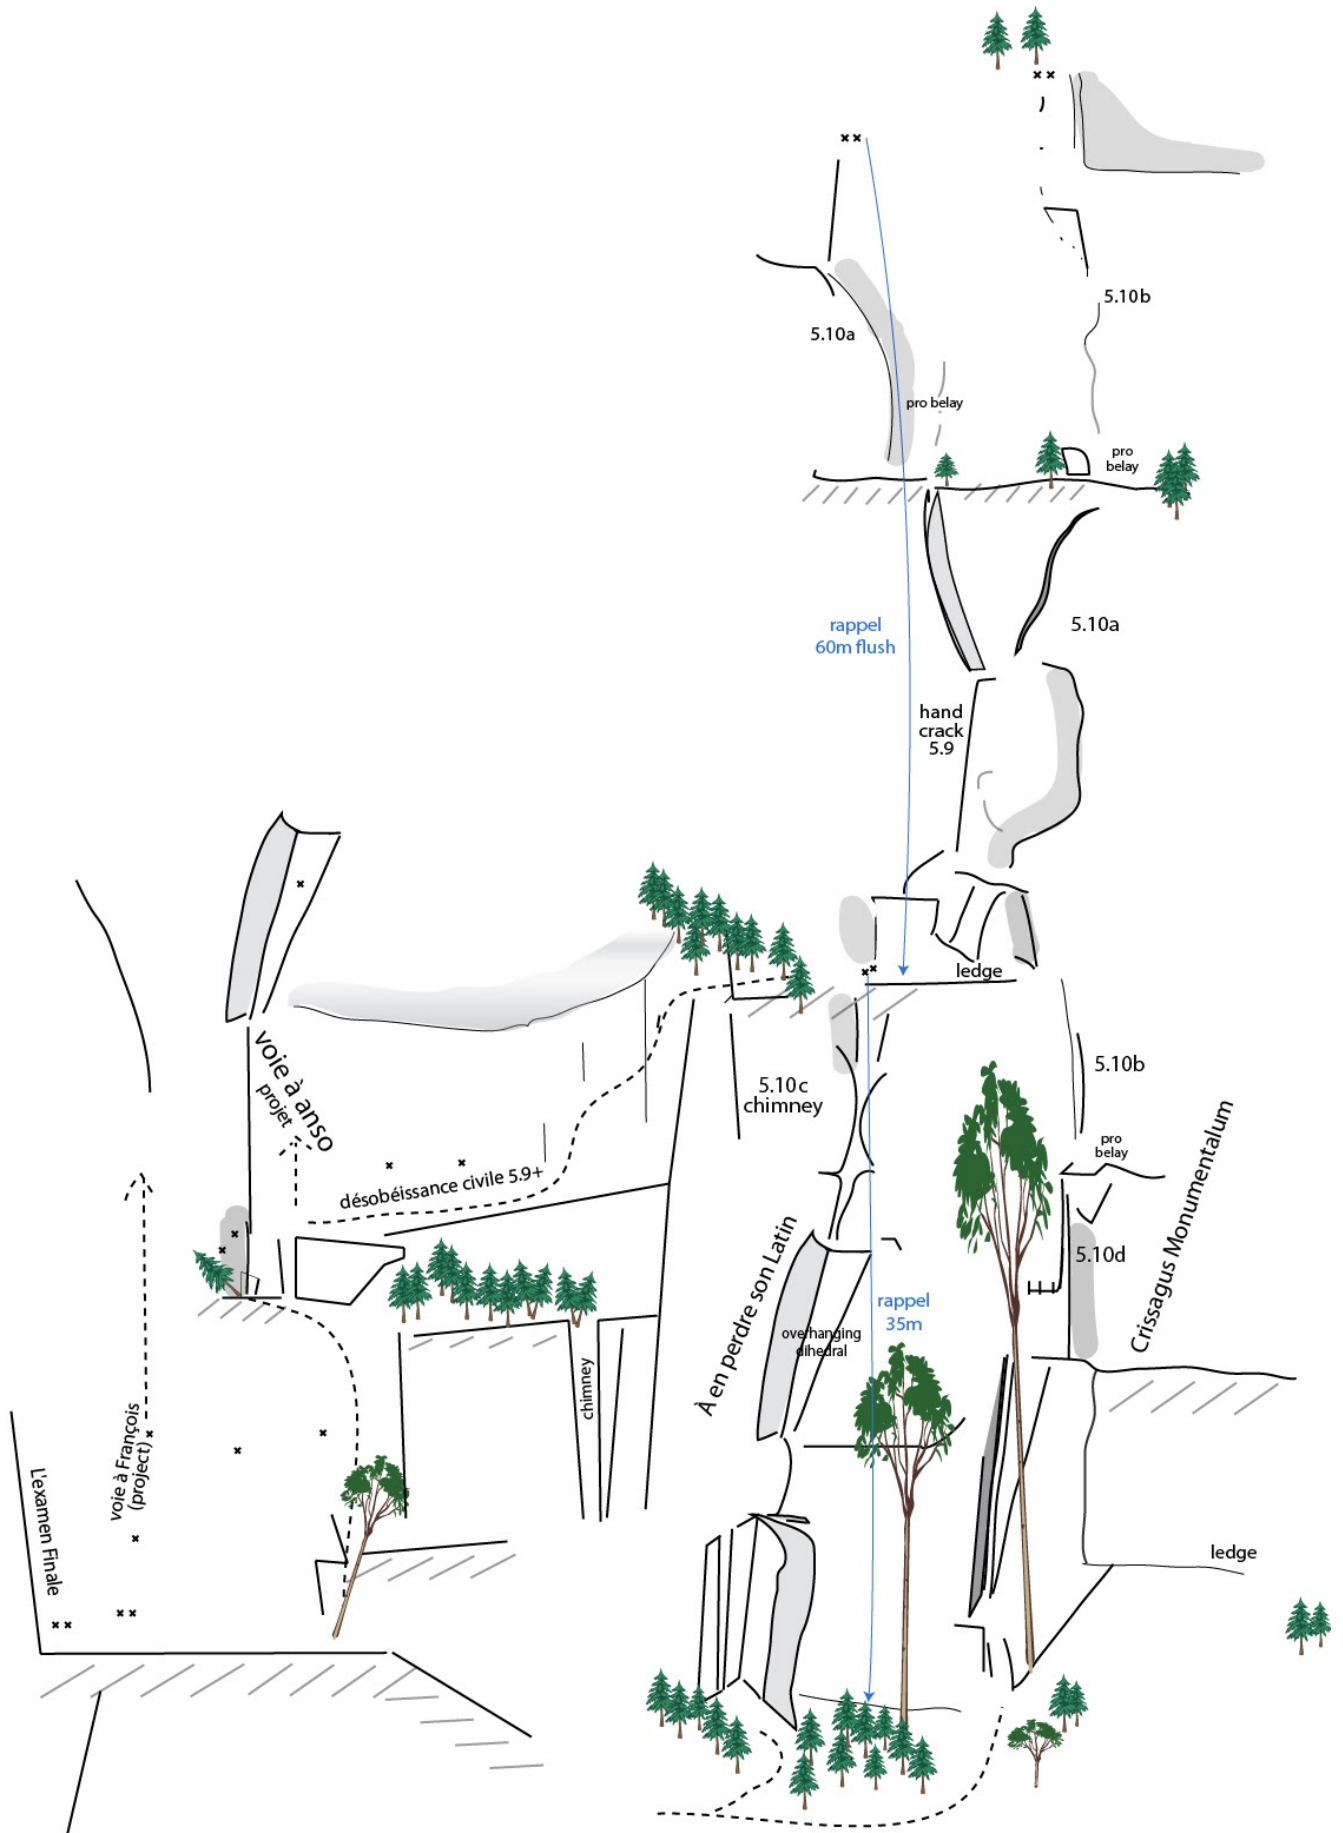 5.10b
5.10a
pro belay
pro
belay
5.10a
rappel
60m flush
hand
crack
5.9
ledge
voie à anso
projet
5.10c
chimney
5.10b
pro
belay
désobéissance civile 5.9+
À en perdre son Latin
5.10d
Crissagus Monumentalum
rappel
35m
overhanging
dihedral
chimney
voie à François
(project)
L'examen Finale
ledge